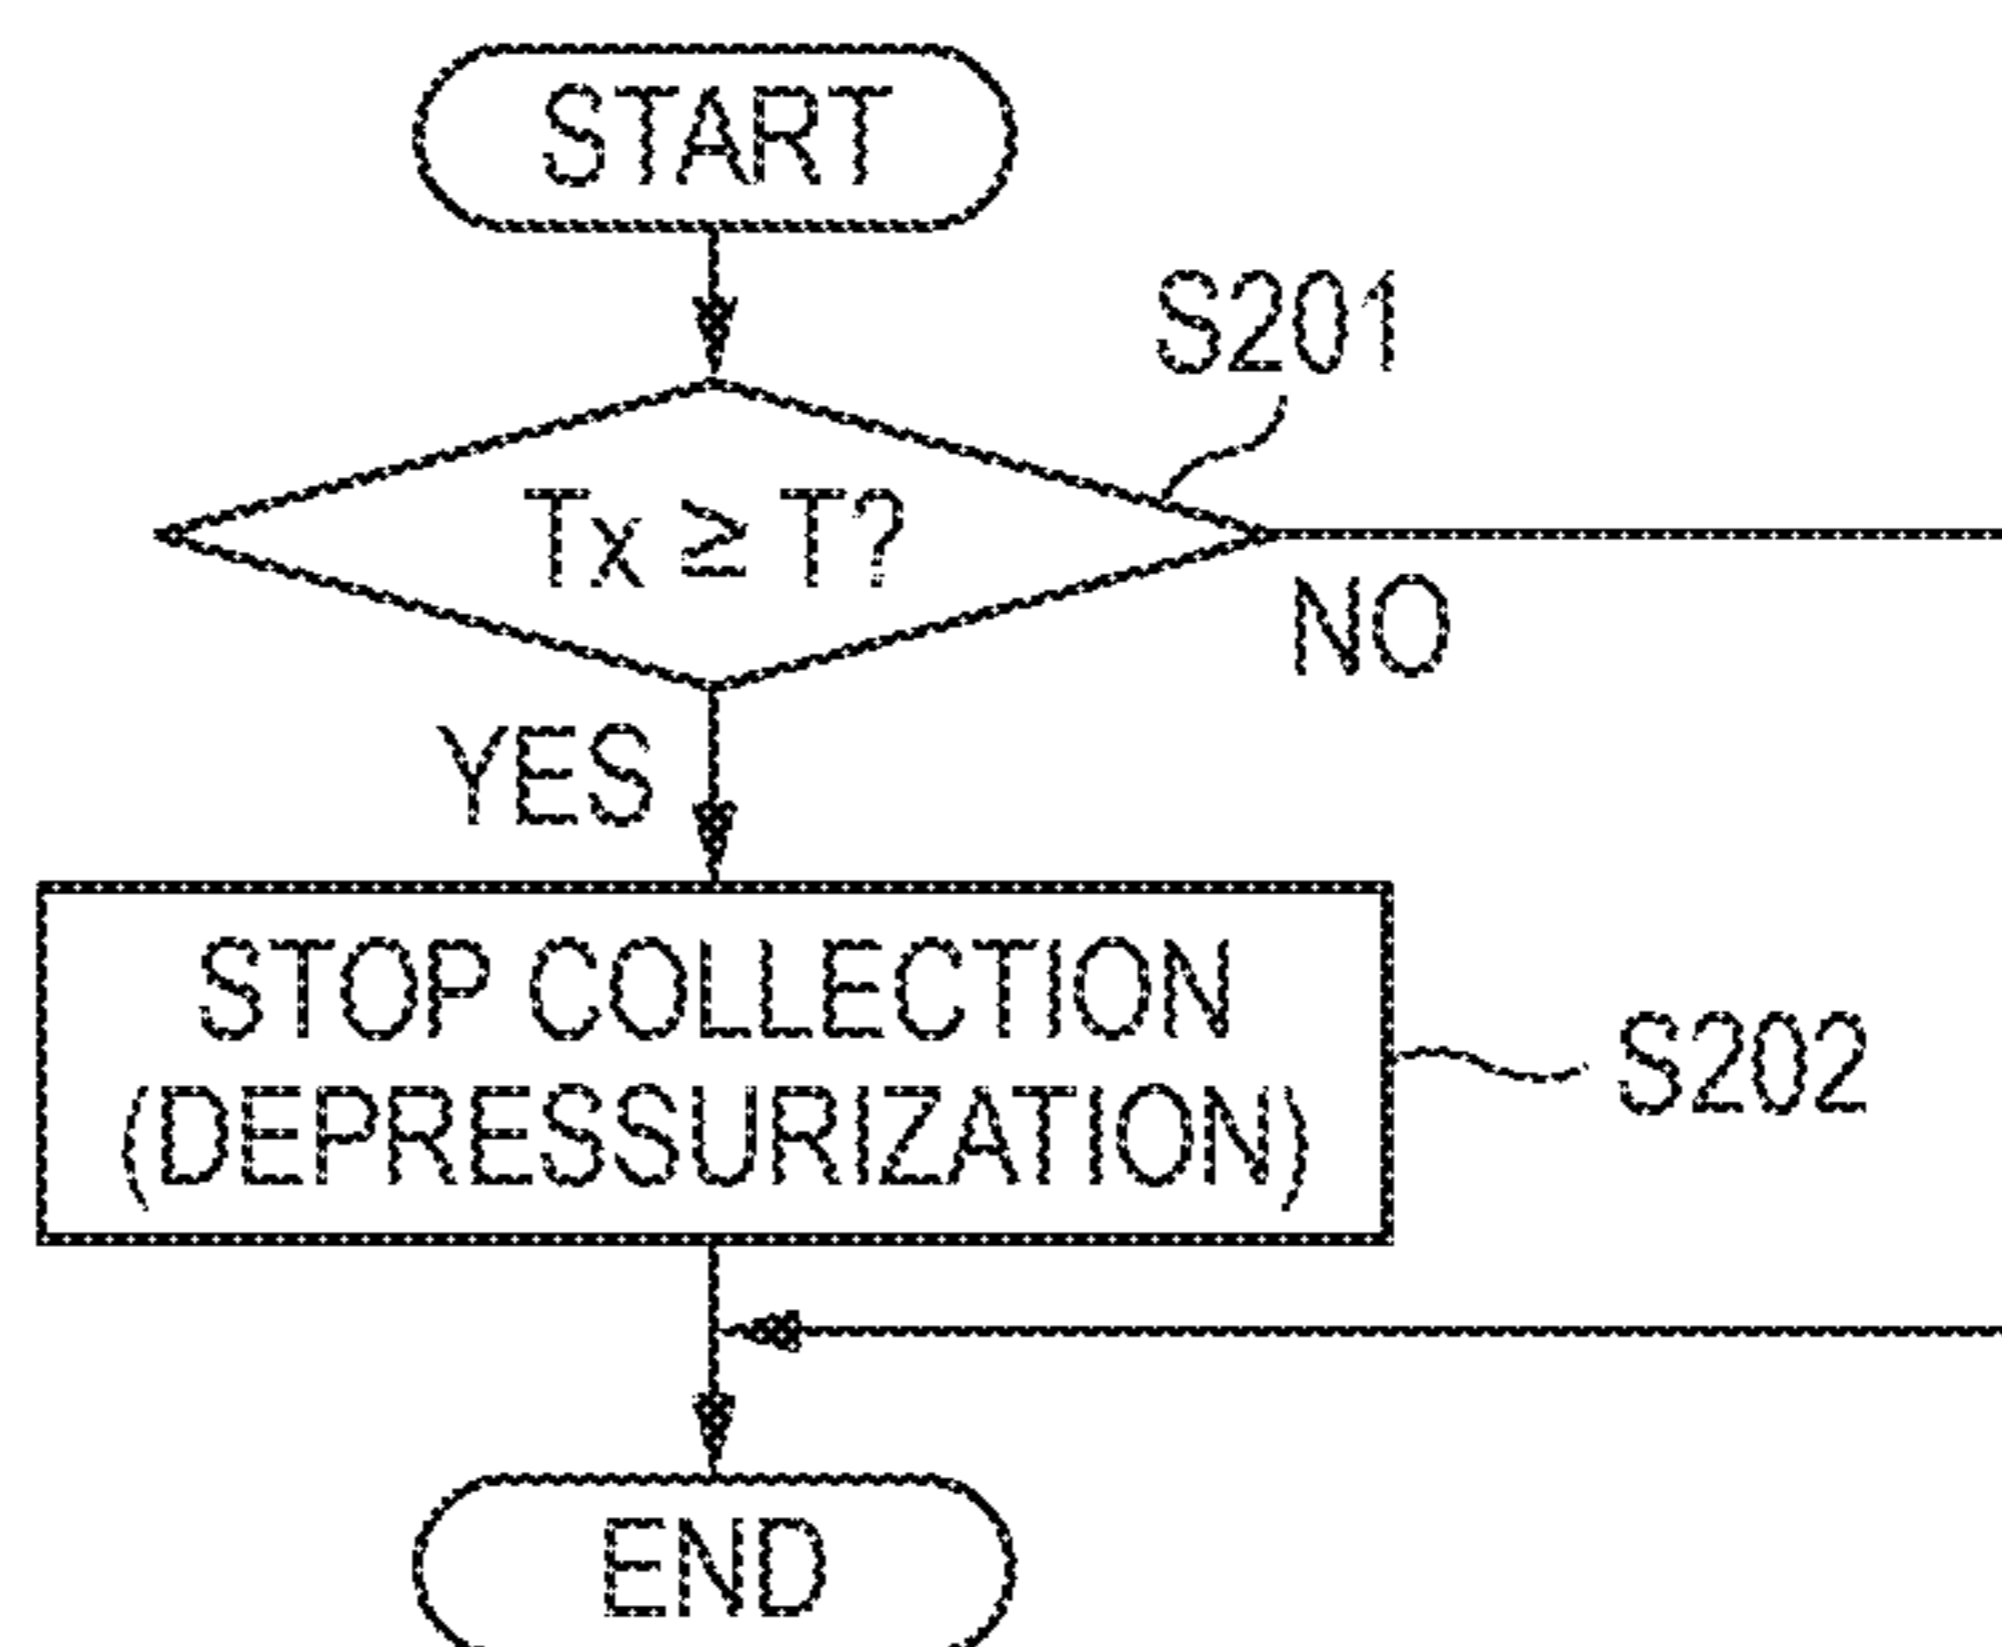 START
S201
Tx ≥ T?
NO
YES
STOP COLLECTION
(DEPRESSURIZATION)
S202
END